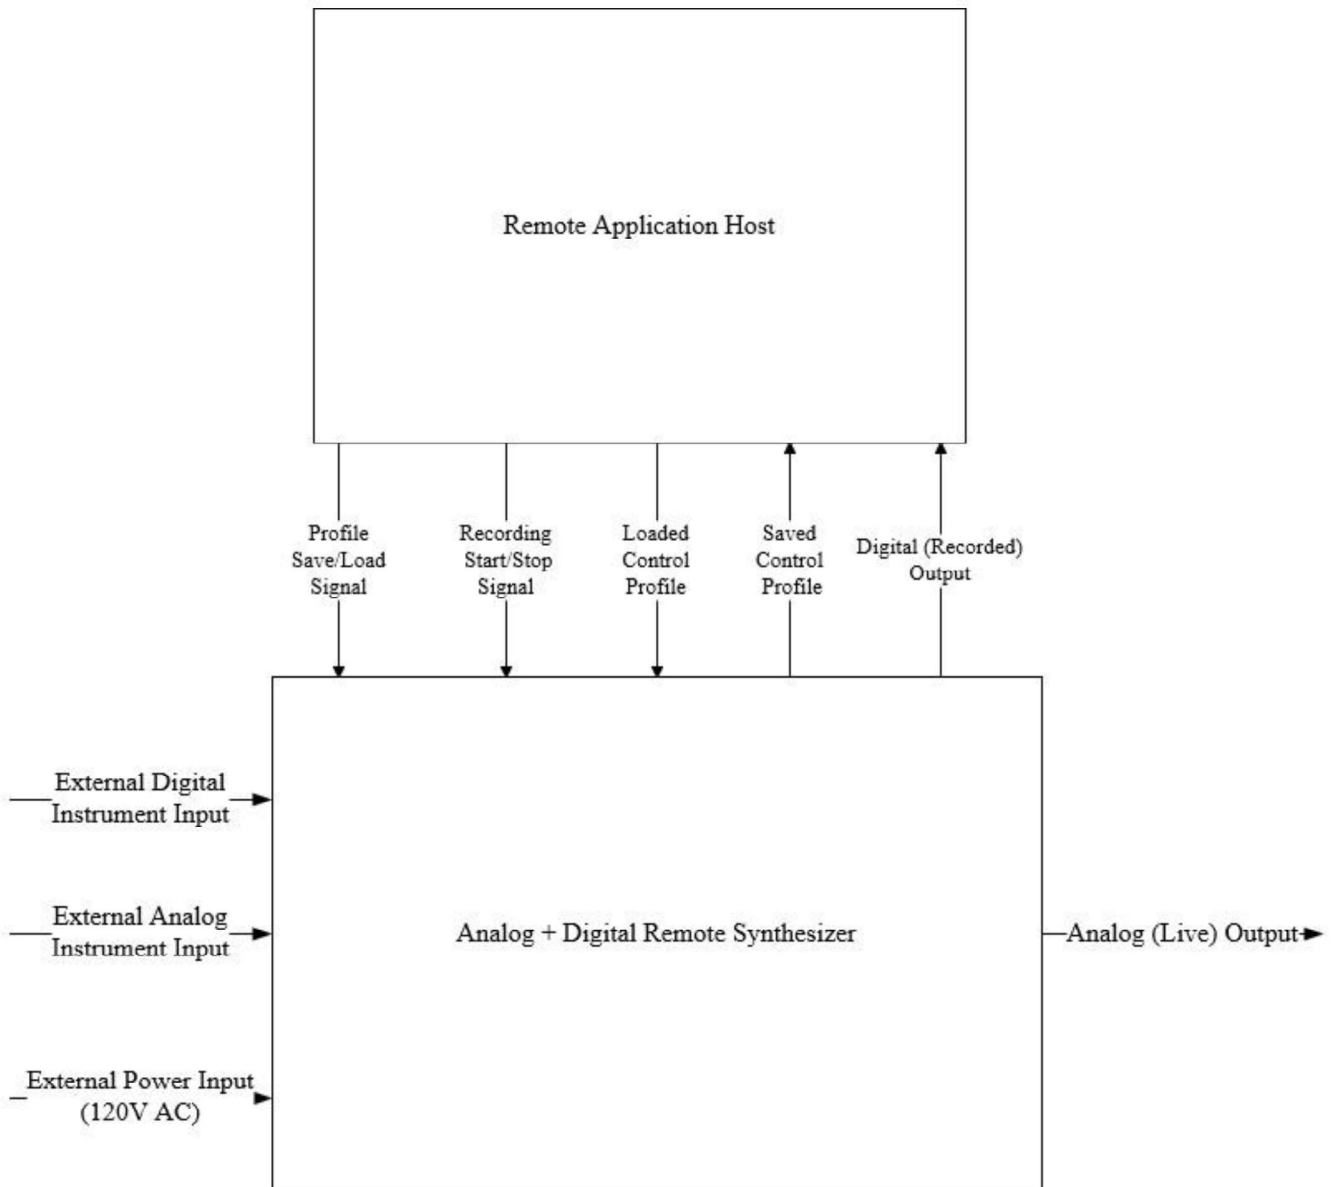 Remote Application Host
Profile
Save/Load
Signal
Recording
Start/Stop
Signal
Loaded
Control
Profile
Saved
Control
Profile
Digital (Recorded)
Output
External Digital
Instrument Input
External Analog
Instrument Input
External Power Input
(120V AC)
Analog + Digital Remote Synthesizer
Analog (Live) Output